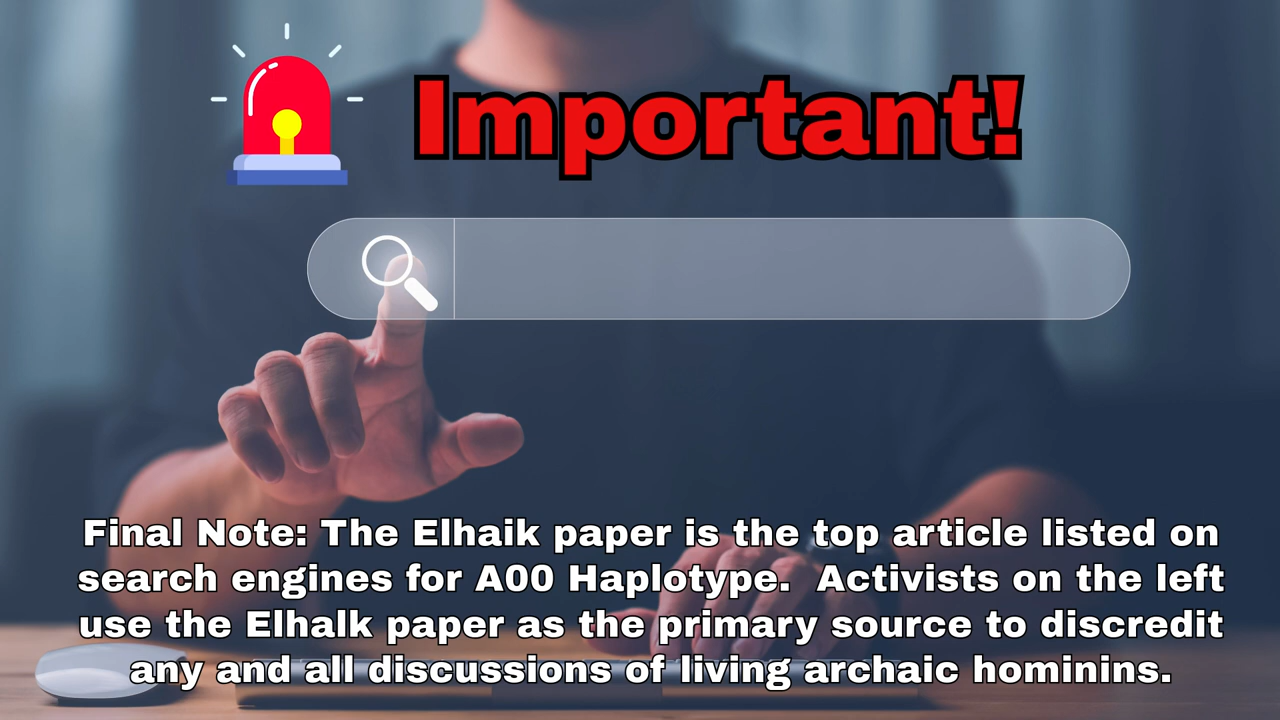 Important!
Final Note: The Elhaik paper is the top article listed on
search engines for A00 Haplotype.  Activists on the left
use the Elhalk paper as the primary source to discredit
any and all discussions of living archaic hominins.